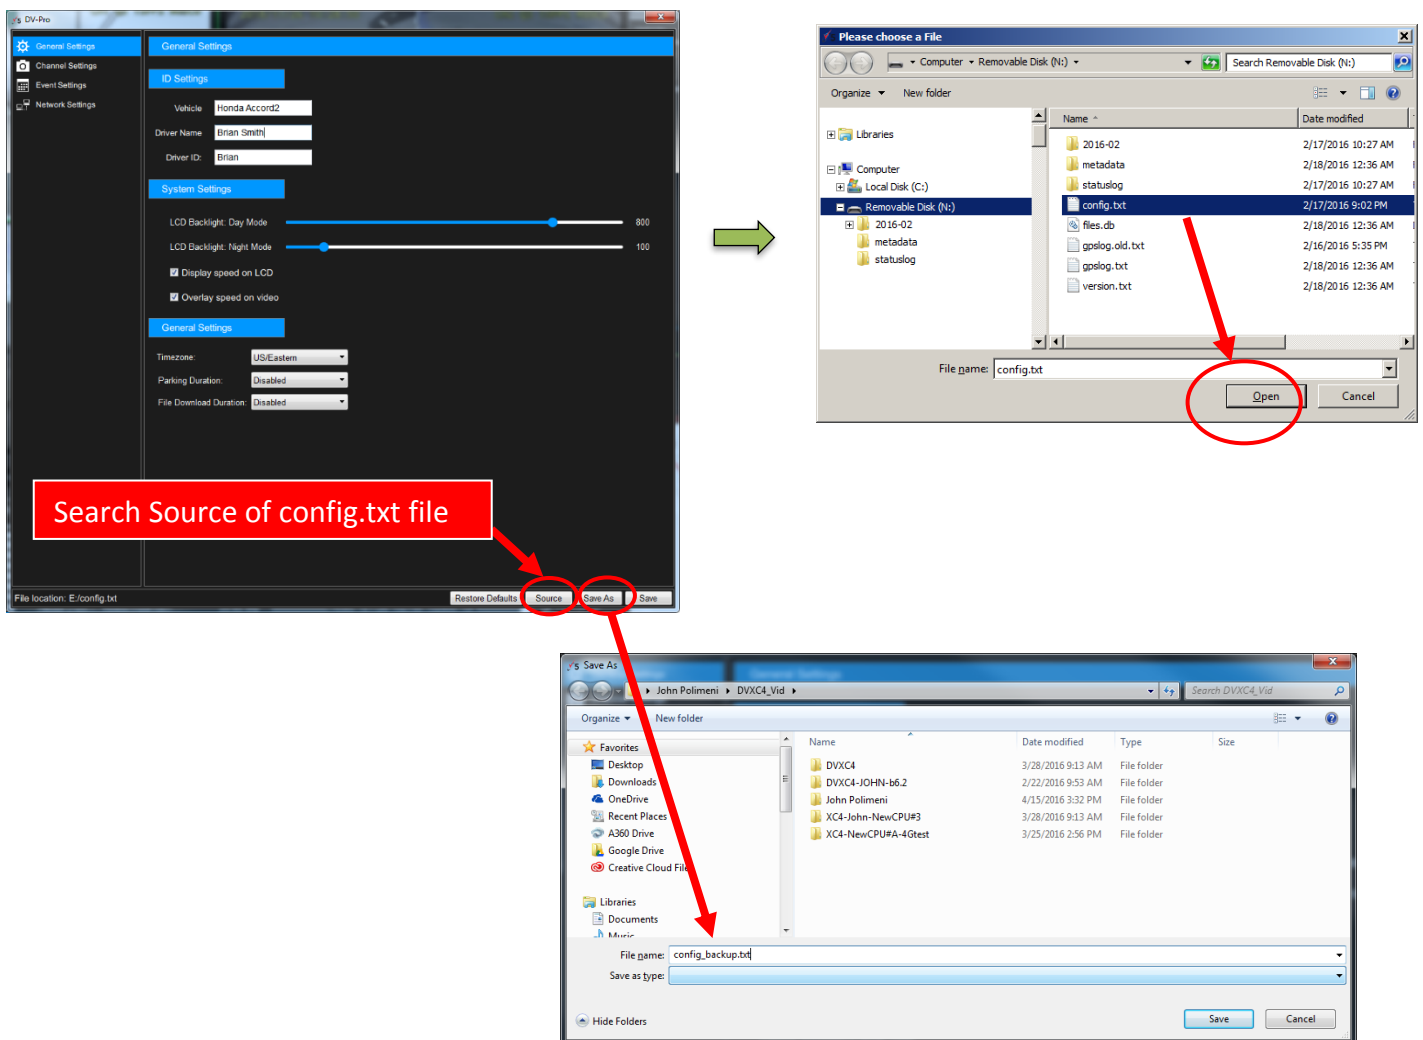 DV-Pro
General Settings
Channel Settings
Event Settings
Network Settings
General Settings
ID Settings
Vehicle Honda Accord2
Driver Name Brian Smith
Driver ID: Brian
System Settings
LCD Backlight: Day Mode 800
LCD Backlight: Night Mode 100
Display speed on LCD
Overlay speed on video
General Settings
Timezone: US/Eastern
Parking Duration: Disabled
File Download Duration: Disabled
Search Source of config.txt file
File location: E:/config.txt Restore Defaults Source Save As Save
Please choose a File
Computer Removable Disk (N:) Search Removable Disk (N:)
Organize New folder
Libraries
Computer
Local Disk (C:)
Removable Disk (N:)
2016-02
metadata
statuslog
Name Date modified
2016-02 2/17/2016 10:27 AM
metadata 2/18/2016 12:36 AM
statuslog 2/17/2016 10:27 AM
config.txt 2/17/2016 9:02 PM
files.db 2/18/2016 12:36 AM
gpslog.old.txt 2/16/2016 5:35 PM
gpslog.txt 2/18/2016 12:36 AM
version.txt 2/18/2016 12:36 AM
File name: config.txt
Open Cancel
Save As
John Polimeni DVXC4_Vid Search DVXC4_Vid
Organize New folder
Favorites
Desktop
Downloads
OneDrive
Recent Places
A360 Drive
Google Drive
Creative Cloud Fil
Libraries
Documents
Music
Name Date modified Type Size
DVXC4 3/28/2016 9:13 AM File folder
DVXC4-JOHN-b6.2 2/22/2016 9:53 AM File folder
John Polimeni 4/15/2016 3:32 PM File folder
XC4-John-NewCPU#3 3/28/2016 9:13 AM File folder
XC4-NewCPU#A-4Gtest 3/25/2016 2:56 PM File folder
File name: config_backup.txt
Save as type:
Hide Folders Save Cancel